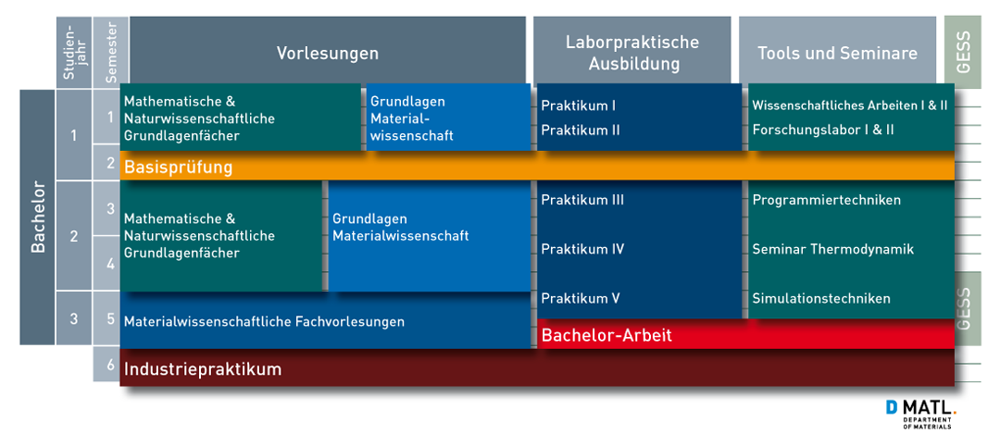 Studien-
jahr
Semester
Vorlesungen
Laborpraktische
Ausbildung
Tools und Seminare
GESS
Bachelor
1
1
Mathematische &
Naturwissenschaftliche
Grundlagenfächer
Grundlagen
Material-
wissenschaft
Praktikum I
Praktikum II
Wissenschaftliches Arbeiten I & II
Forschungslabor I & II
2
Basisprüfung
2
3
4
Mathematische &
Naturwissenschaftliche
Grundlagenfächer
Grundlagen
Materialwissenschaft
Praktikum III
Praktikum IV
Praktikum V
Programmiertechniken
Seminar Thermodynamik
Simulationstechniken
GESS
3
5
Materialwissenschaftliche Fachvorlesungen
Bachelor-Arbeit
6
Industriepraktikum
D MATL.
DEPARTMENT
OF MATERIALS